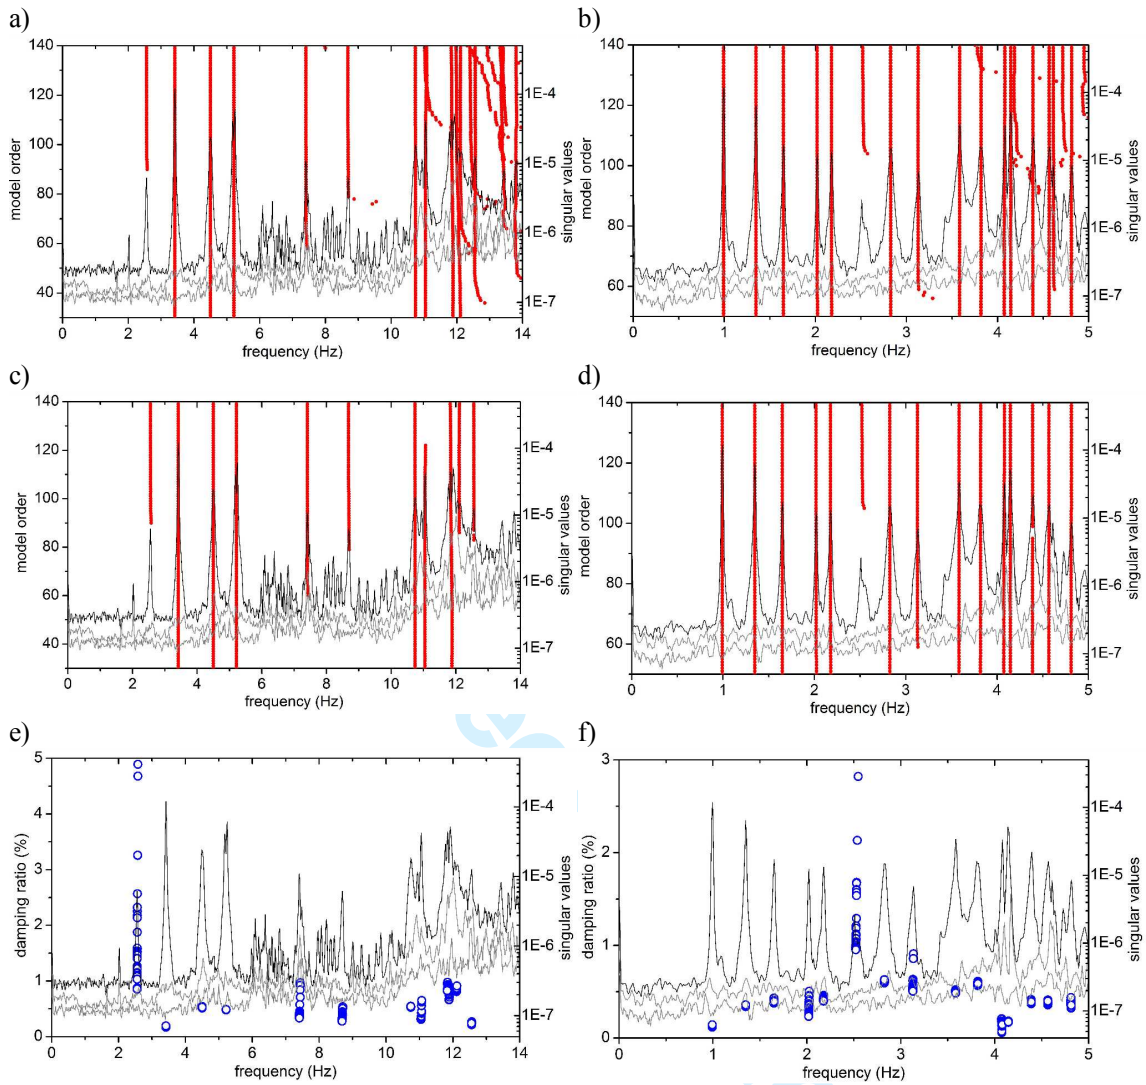 a)
b)
140
120
100
80
60
40
model order
1E-4
1E-5
1E-6
1E-7
singular values
0 2 4 6 8 10 12 14
frequency (Hz)
140
120
100
80
60
model order
1E-4
1E-5
1E-6
1E-7
singular values
0 1 2 3 4 5
frequency (Hz)
c)
d)
140
120
100
80
60
40
model order
1E-4
1E-5
1E-6
1E-7
singular values
0 2 4 6 8 10 12 14
frequency (Hz)
140
120
100
80
60
model order
1E-4
1E-5
1E-6
1E-7
singular values
0 1 2 3 4 5
frequency (Hz)
e)
f)
5
4
3
2
1
0
damping ratio (%)
1E-4
1E-5
1E-6
1E-7
singular values
0 2 4 6 8 10 12 14
frequency (Hz)
3
2
1
0
damping ratio (%)
1E-4
1E-5
1E-6
1E-7
singular values
0 1 2 3 4 5
frequency (Hz)